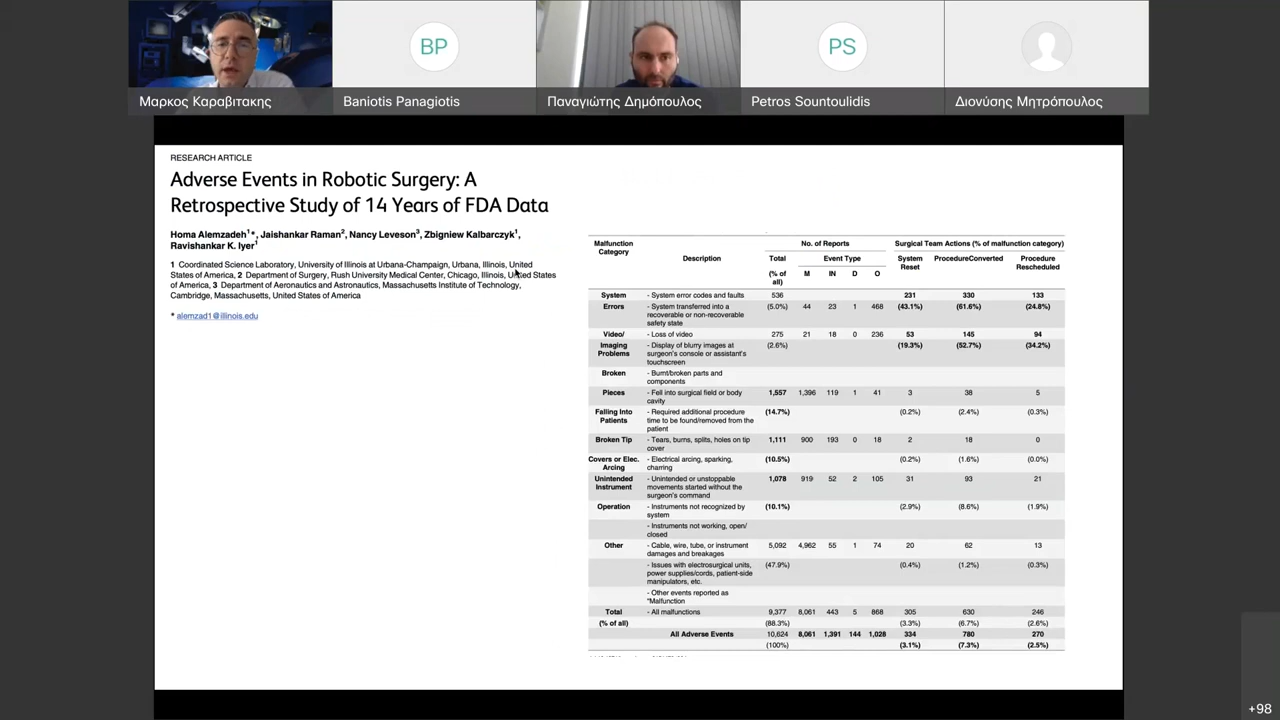 BP
PS
Μαρκος Καραβιτακης
Baniotis Panagiotis
Παναγιώτης Δημόπουλος
Petros Sountoulidis
Διονύσης Μητρόπουλος
RESEARCH ARTICLE
Adverse Events in Robotic Surgery: A
Retrospective Study of 14 Years of FDA Data
Homa Alemzadeh1*, Jaishankar Raman2, Nancy Leveson3, Zbigniew Kalbarczyk1,
Ravishankar K. Iyer1
1 Coordinated Science Laboratory, University of Illinois at Urbana-Champaign, Urbana, Illinois, United
States of America, 2 Department of Surgery, Rush University Medical Center, Chicago, Illinois, United States
of America, 3 Department of Aeronautics and Astronautics, Massachusetts Institute of Technology,
Cambridge, Massachusetts, United States of America
* alemzad1@illinois.edu
Malfunction Category Description No. of Reports Surgical Team Actions (% of malfunction category)
Total (% of all) Event Type System Reset ProcedureConverted Procedure Rescheduled
M IN D O
System - System error codes and faults 536 231 330 133
Errors - System transferred into a recoverable or non-recoverable safety state (5.0%) 44 23 1 468 (43.1%) (61.6%) (24.8%)
Video/ - Loss of video 275 21 18 0 236 53 145 94
Imaging Problems - Display of blurry images at surgeon's console or assistant's touchscreen (2.6%) (19.3%) (52.7%) (34.2%)
Broken - Burnt/broken parts and components
Pieces - Fell into surgical field or body cavity 1,557 1,396 119 1 41 3 38 5
Falling Into Patients - Required additional procedure time to be found/removed from the patient (14.7%) (0.2%) (2.4%) (0.3%)
Broken Tip - Tears, burns, splits, holes on tip cover 1,111 900 193 0 18 2 18 0
Covers or Elec. Arcing - Electrical arcing, sparking, charring (10.5%) (0.2%) (1.6%) (0.0%)
Unintended Instrument - Unintended or unstoppable movements started without the surgeon's command 1,078 919 52 2 105 31 93 21
Operation - Instruments not recognized by system (10.1%) (2.9%) (8.6%) (1.9%)
- Instruments not working, open/ closed
Other - Cable, wire, tube, or instrument damages and breakages 5,092 4,962 55 1 74 20 62 13
- Issues with electrosurgical units, power supplies/cords, patient-side manipulators, etc. (47.9%) (0.4%) (1.2%) (0.3%)
- Other events reported as "Malfunction
Total - All malfunctions 9,377 8,061 443 5 868 305 630 246
(% of all) (88.3%) (3.3%) (6.7%) (2.6%)
All Adverse Events 10,624 8,061 1,391 144 1,028 334 780 270
(100%) (3.1%) (7.3%) (2.5%)
+98